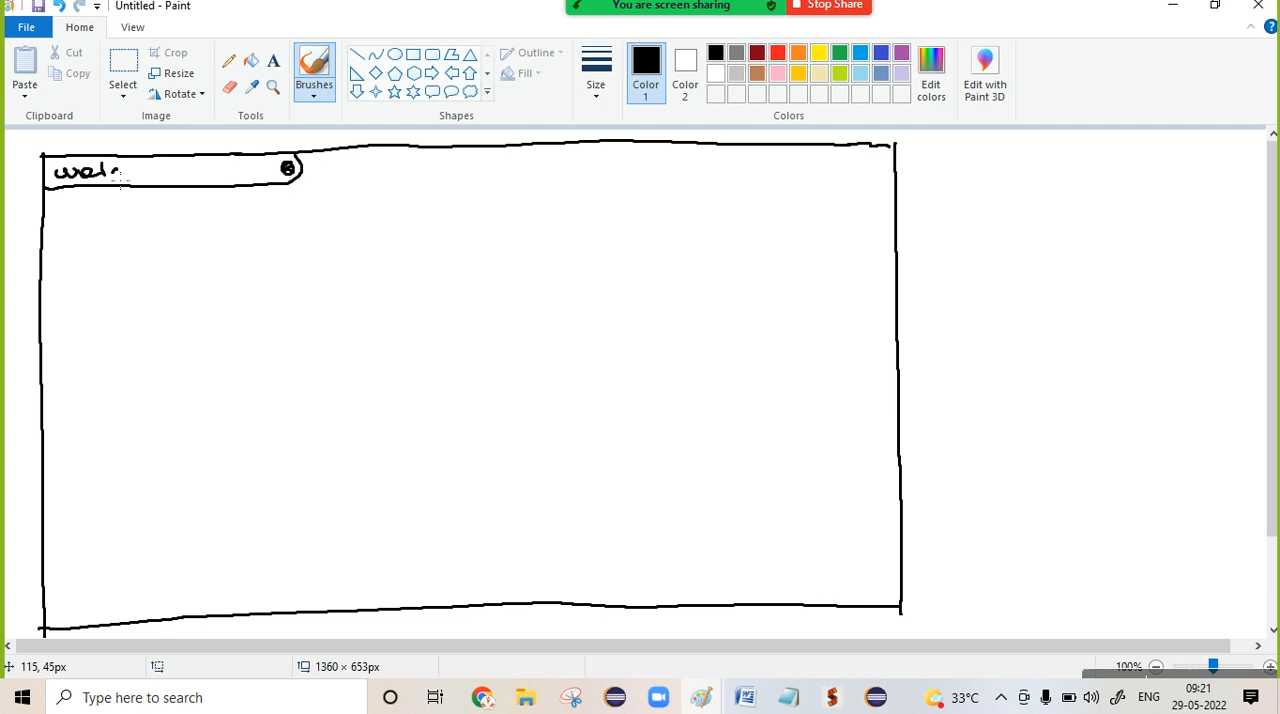 Untitled - Paint
You are screen sharing
Stop Share
File
Home
View
Paste
Cut
Copy
Clipboard
Select
Crop
Resize
Rotate
Image
Tools
Brushes
Shapes
Outline
Fill
Size
Color 1
Color 2
Colors
Edit colors
Edit with Paint 3D
115, 45px
1360 × 653px
100%
Type here to search
33°C
ENG
09:21
29-05-2022